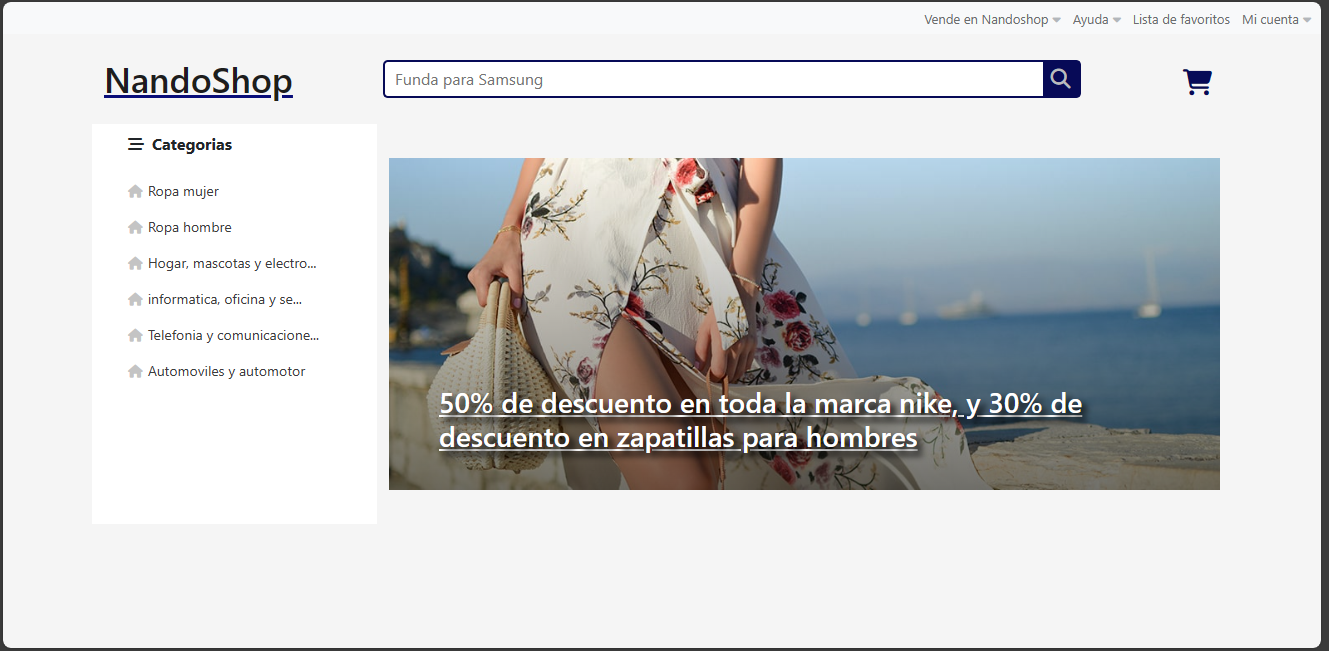 Vende en Nandoshop Ayuda Lista de favoritos Mi cuenta
NandoShop
Funda para Samsung
Categorias
Ropa mujer
Ropa hombre
Hogar, mascotas y electro...
informatica, oficina y se...
Telefonia y comunicacione...
Automoviles y automotor
50% de descuento en toda la marca nike, y 30% de
descuento en zapatillas para hombres